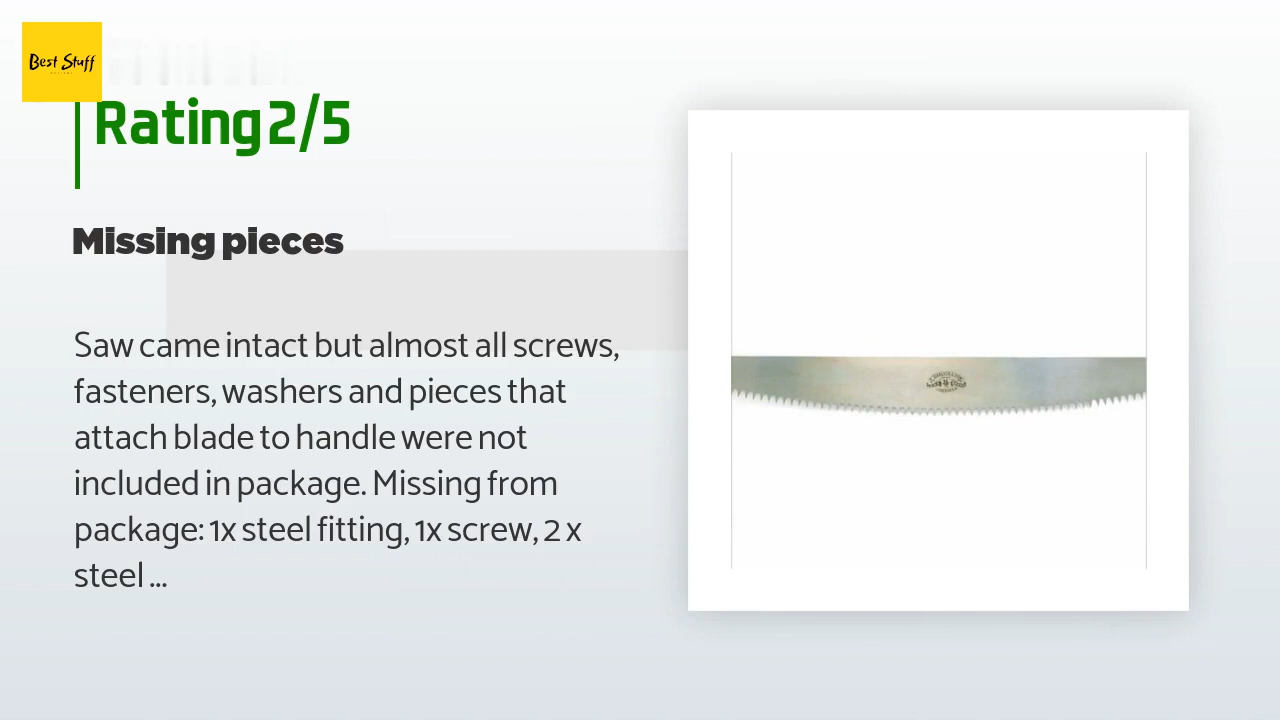 Best Stuff
Rating 2/5
Missing pieces
Saw came intact but almost all screws,
fasteners, washers and pieces that
attach blade to handle were not
included in package. Missing from
package: 1x steel fitting, 1x screw, 2 x
steel ...